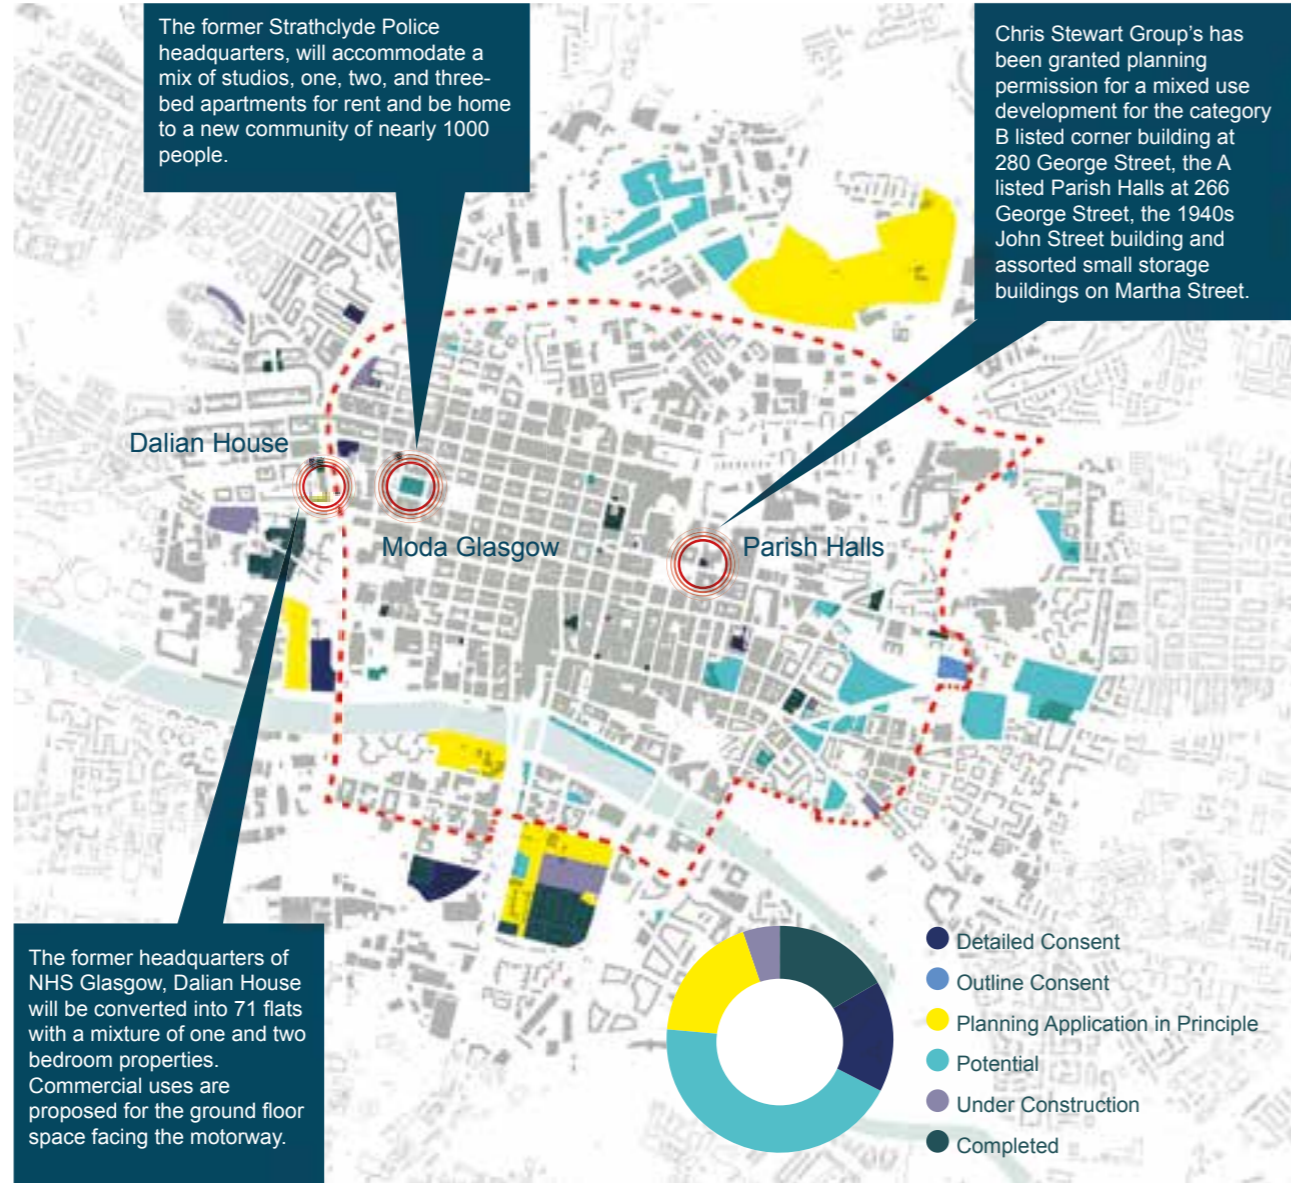 The former Strathclyde Police
headquarters, will accommodate a
mix of studios, one, two, and three-
bed apartments for rent and be home
to a new community of nearly 1000
people.
Chris Stewart Group’s has
been granted planning
permission for a mixed use
development for the category
B listed corner building at
280 George Street, the A
listed Parish Halls at 266
George Street, the 1940s
John Street building and
assorted small storage
buildings on Martha Street.
Dalian House
Moda Glasgow
Parish Halls
The former headquarters of
NHS Glasgow, Dalian House
will be converted into 71 flats
with a mixture of one and two
bedroom properties.
Commercial uses are
proposed for the ground floor
space facing the motorway.
Detailed Consent
Outline Consent
Planning Application in Principle
Potential
Under Construction
Completed